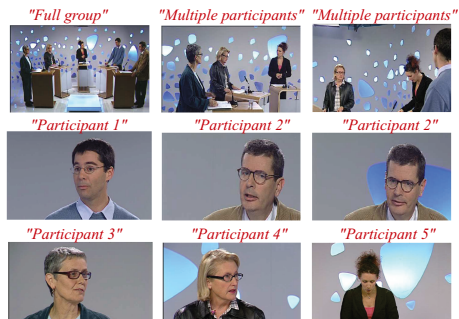 "Full group" "Multiple participants" "Multiple participants"
"Participant 1" "Participant 2" "Participant 2"
"Participant 3" "Participant 4" "Participant 5"